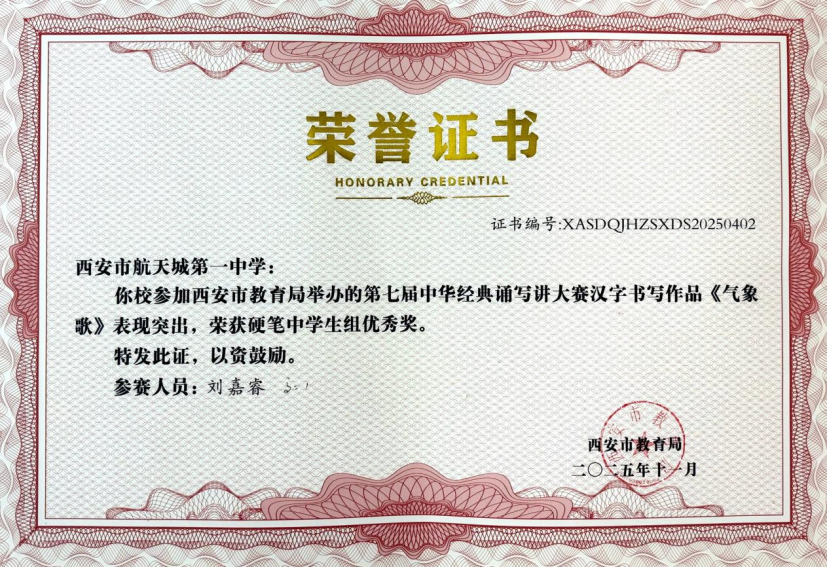 荣誉证书
HONORARY CREDENTIAL
证书编号:XASDQJHZSXDS20250402
西安市航天城第一中学：
你校参加西安市教育局举办的第七届中华经典诵写讲大赛汉字书写作品《气象
歌》表现突出，荣获硬笔中学生组优秀奖。
特发此证，以资鼓励。
参赛人员：刘嘉睿
西安市教育局
二〇二五年十一月